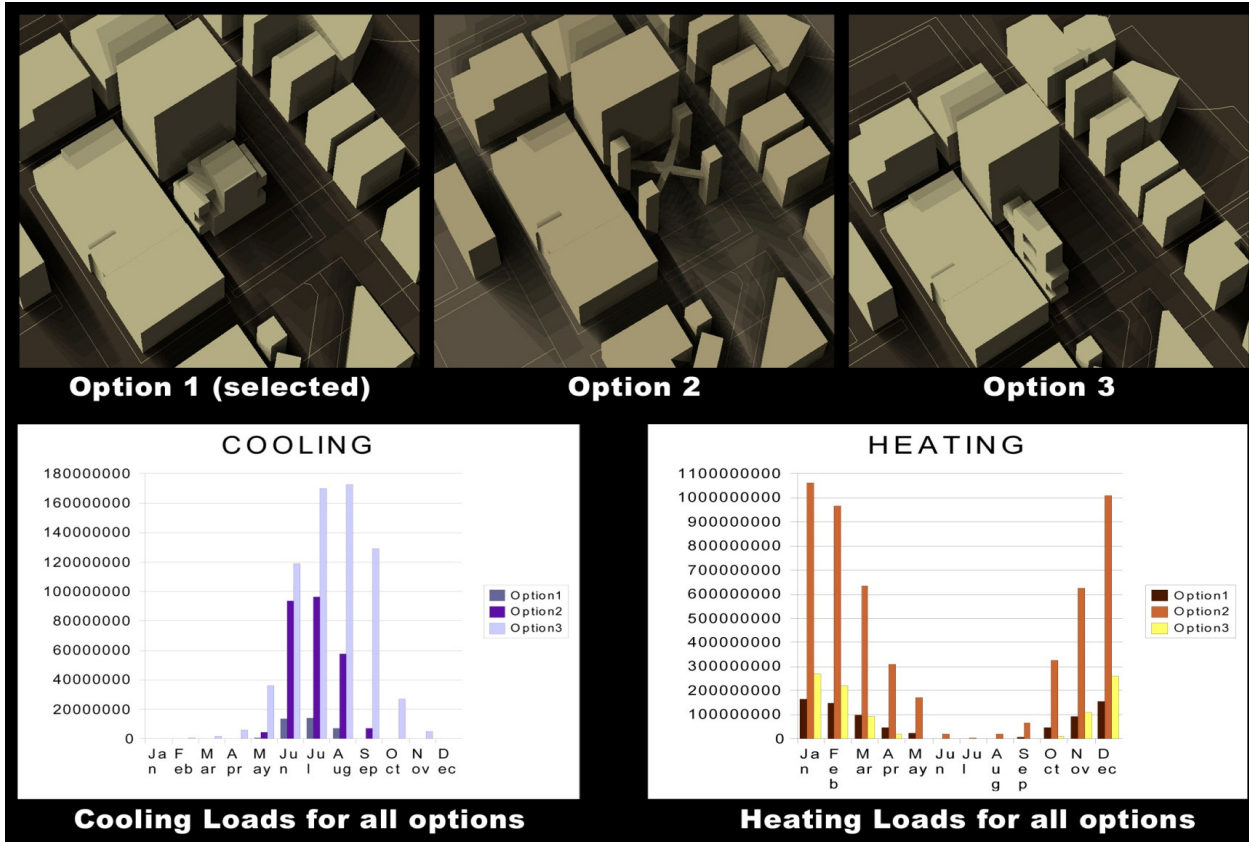 Option 1 (selected)
Option 2
Option 3
COOLING
180000000
160000000
140000000
120000000
100000000
80000000
60000000
40000000
20000000
0
Ja
n
F
eb
M
ar
A
pr
M
ay
Ju
n
Jul
A
ug
S
ep
O
ct
N
ov
D
ec
Option1
Option2
Option3
Cooling Loads for all options
HEATING
1100000000
1000000000
900000000
800000000
700000000
600000000
500000000
400000000
300000000
200000000
100000000
0
Ja
n
F
e
b
M
ar
A
pr
M
ay
Ju
n
Jul
A
u
g
S
e
p
O
ct
N
ov
D
ec
Option1
Option2
Option3
Heating Loads for all options